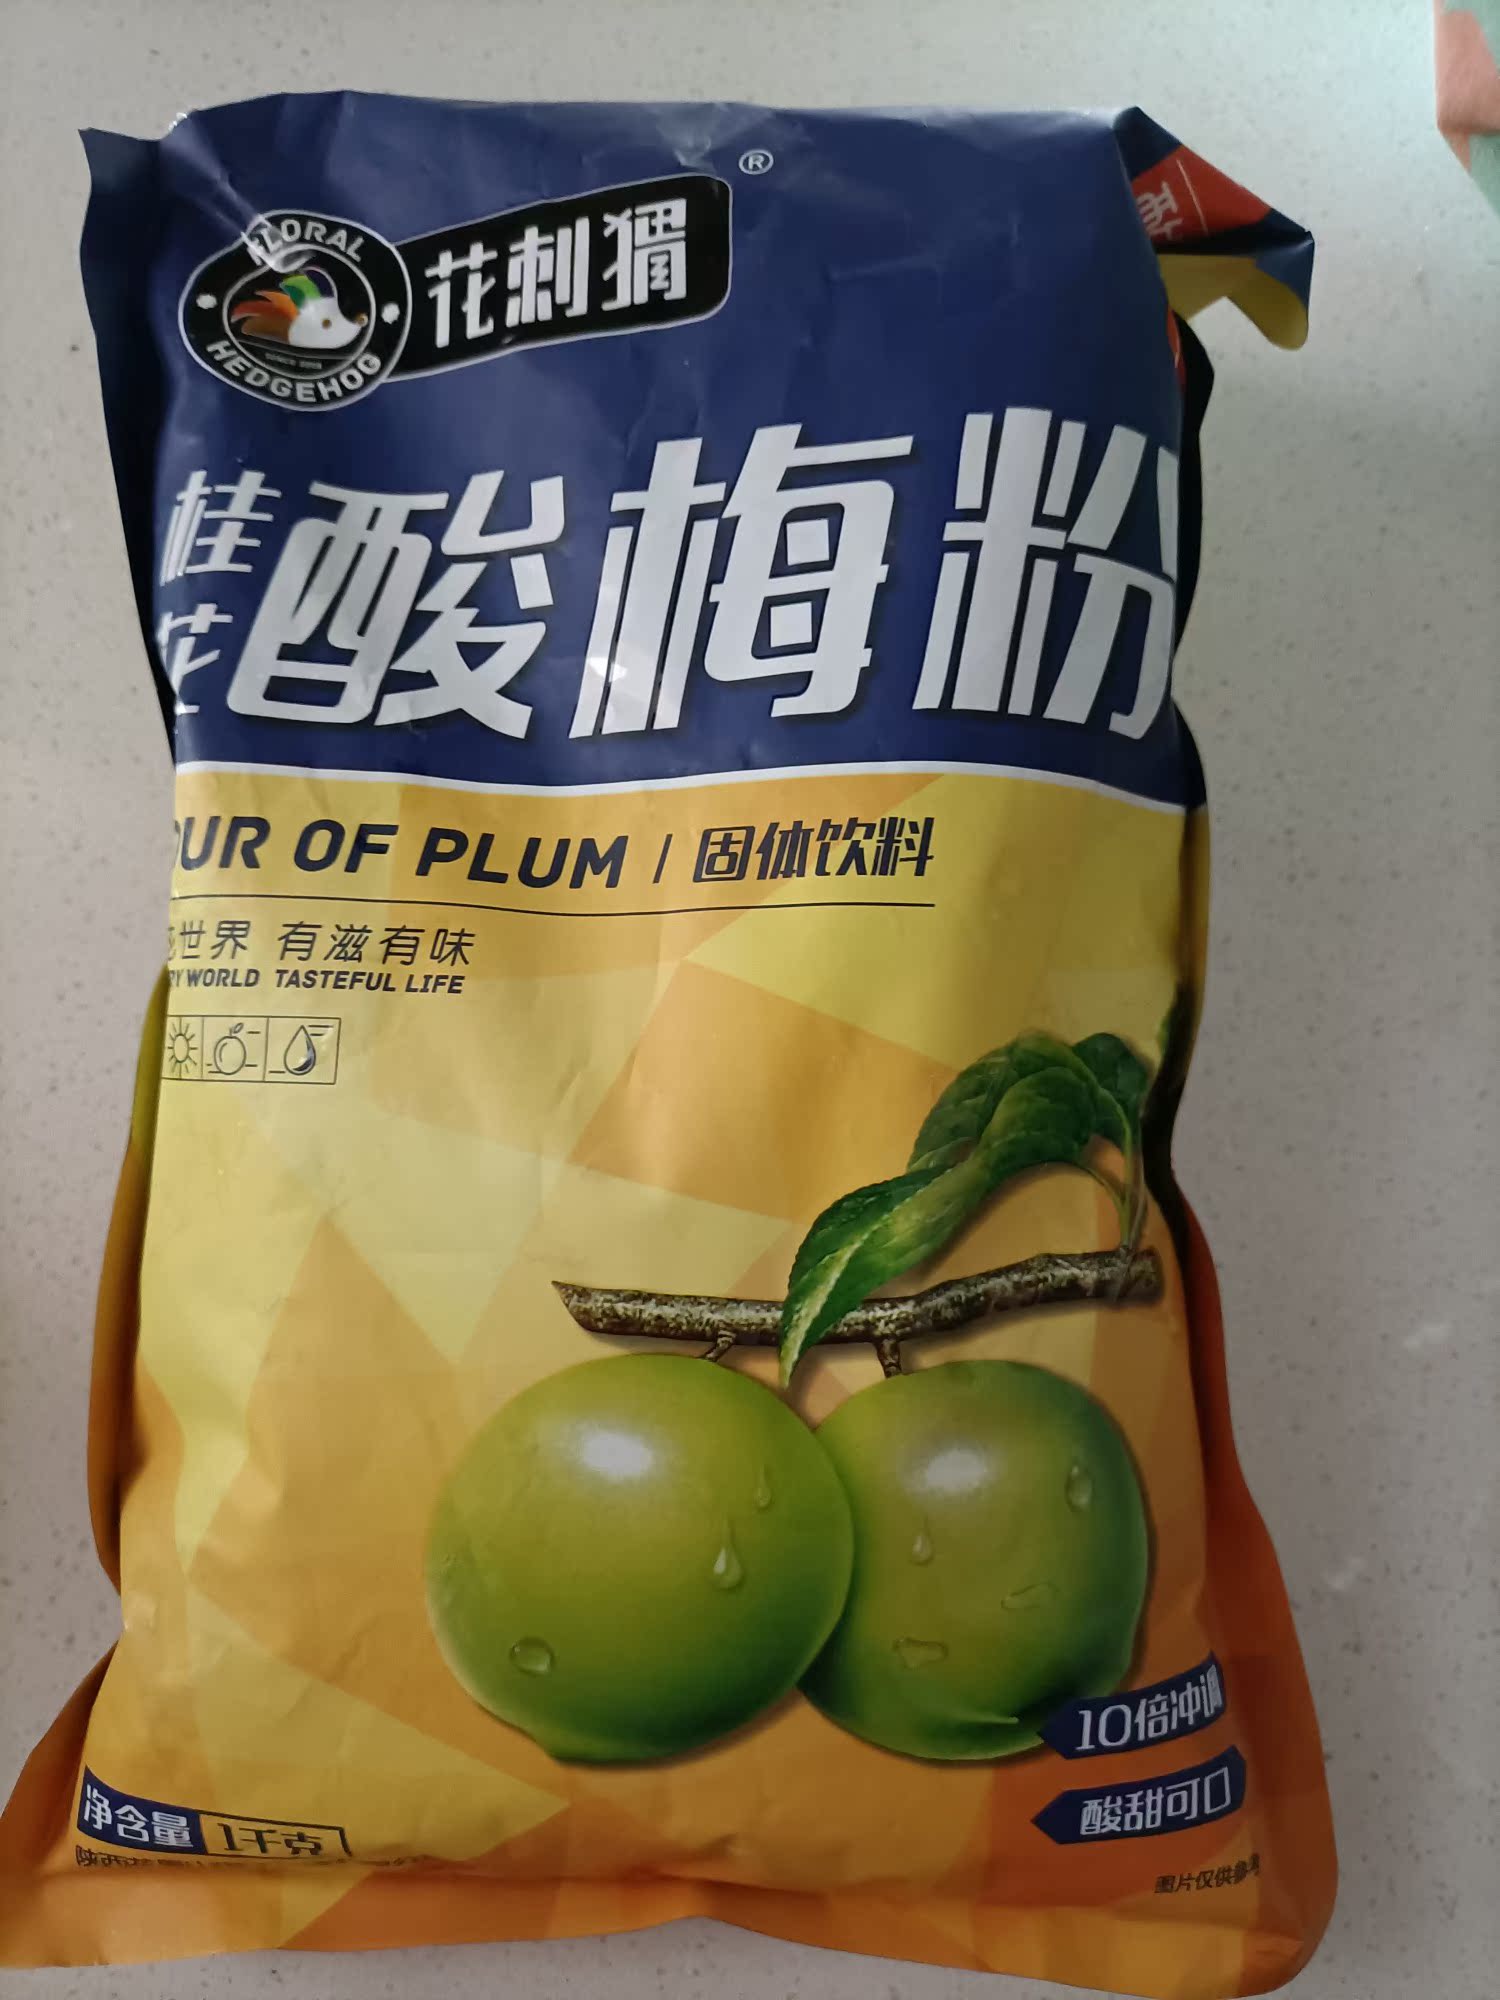 FLORAL
HEDGEHOG
花刺猬
®
桂花
酸梅粉
OUR OF PLUM / 固体饮料
世界 有滋有味
RY WORLD TASTEFUL LIFE
10倍冲调
酸甜可口
净含量 1千克
图片仅供参考